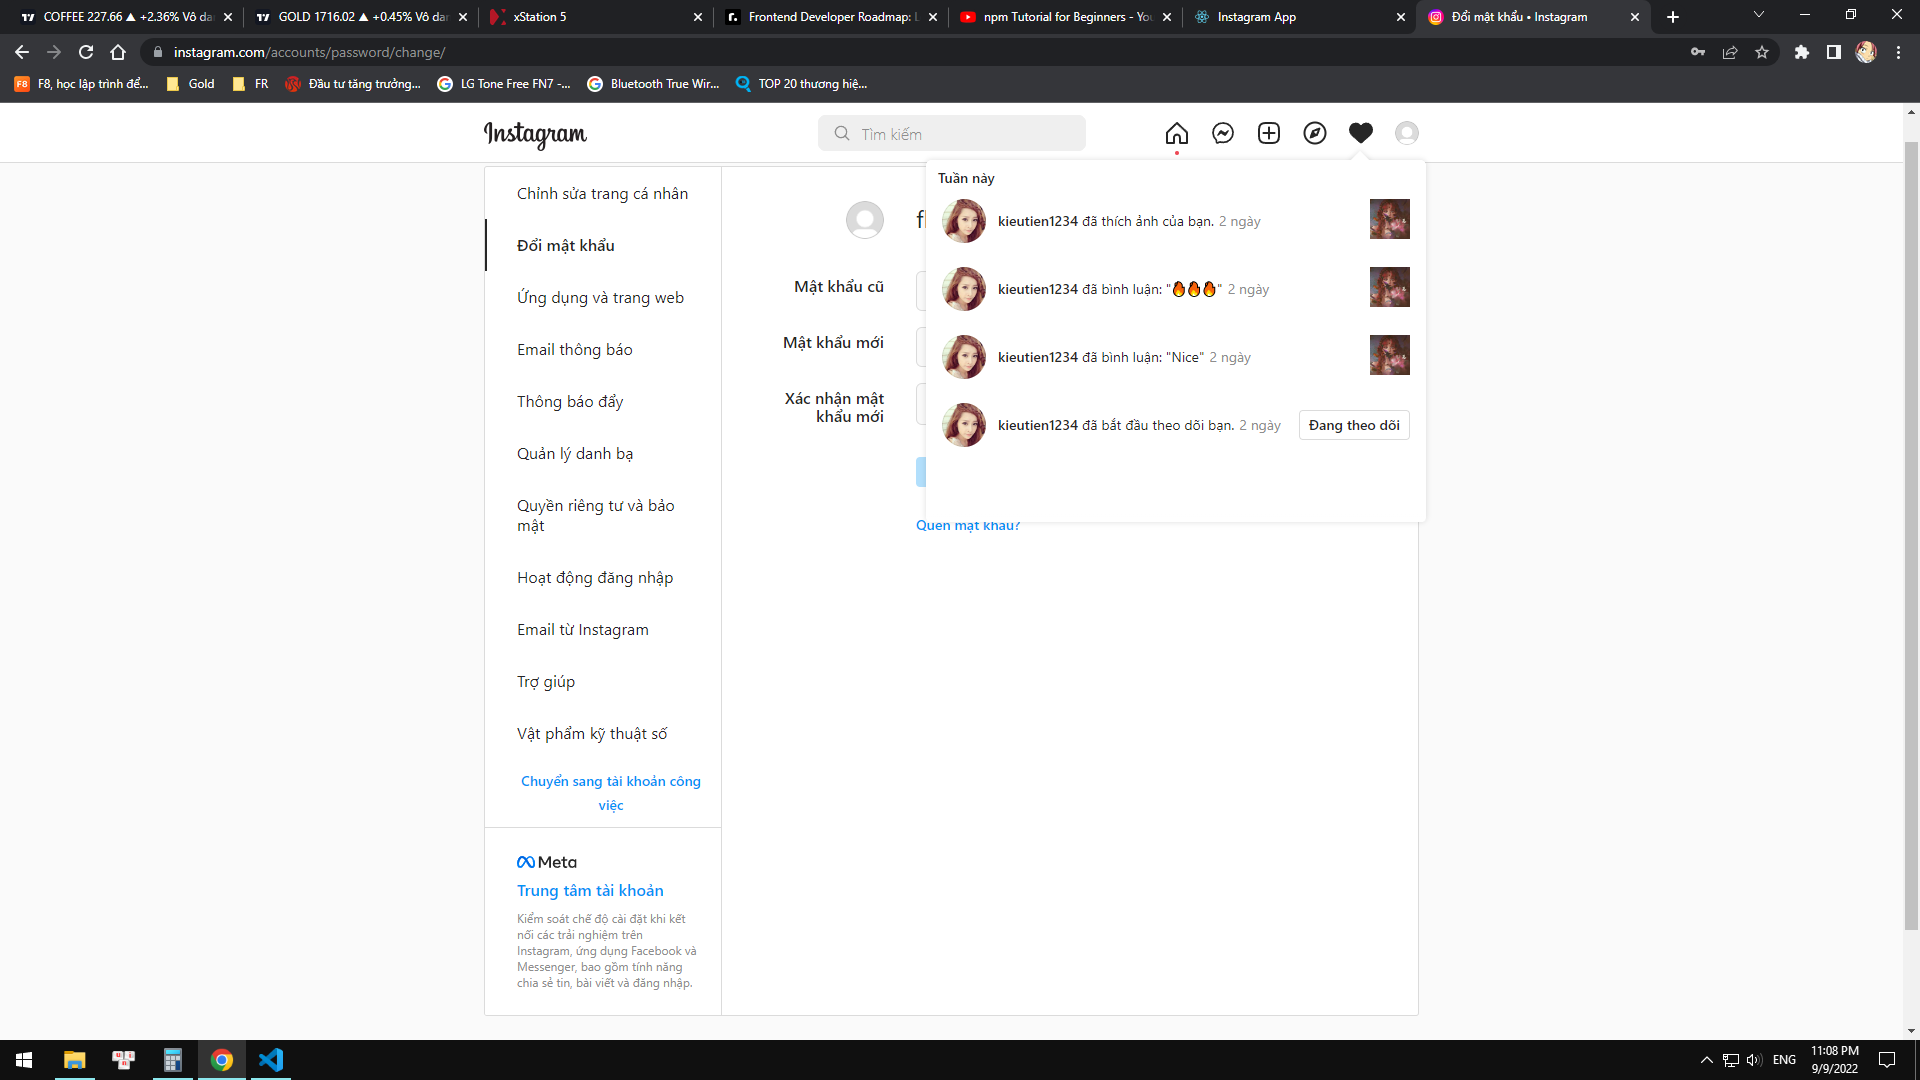 COFFEE 227.66 ▲ +2.36% Vô da
GOLD 1716.02 ▲ +0.45% Vô da
xStation 5
Frontend Developer Roadmap: L
npm Tutorial for Beginners - You
Instagram App
Đổi mật khẩu • Instagram
instagram.com/accounts/password/change/
F8, học lập trình để...
Gold
FR
Đầu tư tăng trưởng...
LG Tone Free FN7 -...
Bluetooth True Wir...
TOP 20 thương hiệ...
Instagram
Tìm kiếm
Chỉnh sửa trang cá nhân
Đổi mật khẩu
Ứng dụng và trang web
Email thông báo
Thông báo đẩy
Quản lý danh bạ
Quyền riêng tư và bảo
mật
Hoạt động đăng nhập
Email từ Instagram
Trợ giúp
Vật phẩm kỹ thuật số
Chuyển sang tài khoản công
việc
Meta
Trung tâm tài khoản
Kiểm soát chế độ cài đặt khi kết
nối các trải nghiệm trên
Instagram, ứng dụng Facebook và
Messenger, bao gồm tính năng
chia sẻ tin, bài viết và đăng nhập.
Mật khẩu cũ
Mật khẩu mới
Xác nhận mật
khẩu mới
Quên mật khẩu?
Tuần này
kieutien1234 đã thích ảnh của bạn. 2 ngày
kieutien1234 đã bình luận: "🔥🔥🔥" 2 ngày
kieutien1234 đã bình luận: "Nice" 2 ngày
kieutien1234 đã bắt đầu theo dõi bạn. 2 ngày
Đang theo dõi
ENG
11:08 PM
9/9/2022